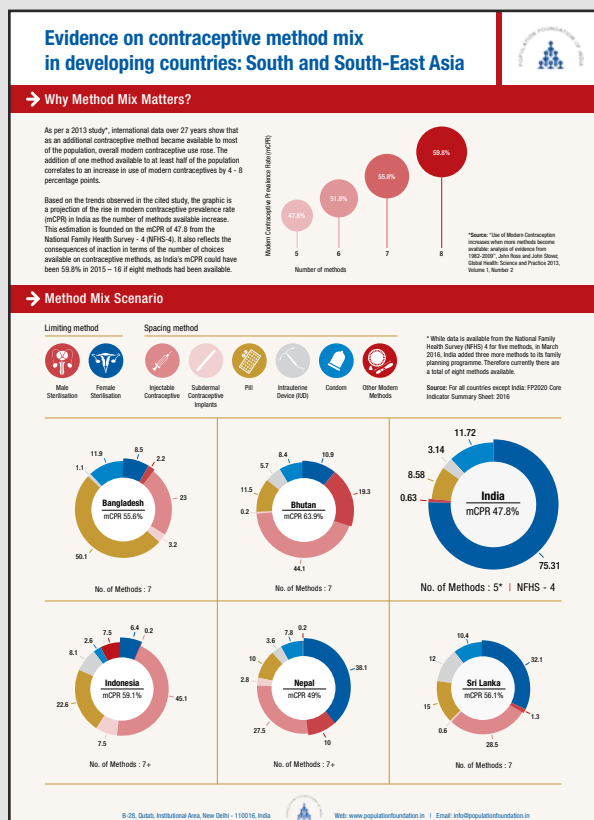 Evidence on contraceptive method mix
in developing countries: South and South-East Asia
POPULATION FOUNDATION OF INDIA
Why Method Mix Matters?
As per a 2013 study*, international data over 27 years show that
as an additional contraceptive method became available to most
of the population, overall modern contraceptive use rose. The
addition of one method available to at least half of the population
correlates to an increase in use of modern contraceptives by 4 - 8
percentage points.
Based on the trends observed in the cited study, the graphic is
a projection of the rise in modern contraceptive prevalence rate
(mCPR) in India as the number of methods available increase.
This estimation is founded on the mCPR of 47.8 from the
National Family Health Survey - 4 (NFHS-4). It also reflects the
consequences of inaction in terms of the number of choices
available on contraceptive methods, as India's mCPR could have
been 59.8% in 2015 – 16 if eight methods had been available.
Modern Contraceptive Prevalence Rate (mCPR)
47.8%
51.8%
55.8%
59.8%
5
6
7
8
Number of methods
*Source: "Use of Modern Contraception
increases when more methods become
available: analysis of evidence from
1982–2009", John Ross and John Stover,
Global Health: Science and Practice 2013,
Volume 1, Number 2
Method Mix Scenario
Limiting method
Spacing method
Male
Sterilisation
Female
Sterilisation
Injectable
Contraceptive
Subdermal
Contraceptive
Implants
Pill
Intrauterine
Device (IUD)
Condom
Other Modern
Methods
* While data is available from the National Family
Health Survey (NFHS) 4 for five methods, in March
2016, India added three more methods to its family
planning programme. Therefore currently there are
a total of eight methods available.
Source: For all countries except India: FP2020 Core
Indicator Summary Sheet: 2016
Bangladesh
mCPR 55.6%
8.5
2.2
23
3.2
50.1
1.1
11.9
No. of Methods : 7
Bhutan
mCPR 63.9%
10.9
19.3
44.1
0.2
11.5
5.7
8.4
No. of Methods : 7
India
mCPR 47.8%
75.31
0.63
8.58
3.14
11.72
No. of Methods : 5* | NFHS - 4
Indonesia
mCPR 59.1%
6.4
0.2
45.1
7.5
22.6
8.1
2.6
7.5
No. of Methods : 7+
Nepal
mCPR 49%
0.2
38.1
10
27.5
2.8
10
3.6
7.8
No. of Methods : 7+
Sri Lanka
mCPR 56.1%
32.1
1.3
28.5
0.6
15
12
10.4
No. of Methods : 7
B-28, Qutab, Institutional Area, New Delhi - 110016, India
Web: www.populationfoundation.in | Email: info@populationfoundation.in